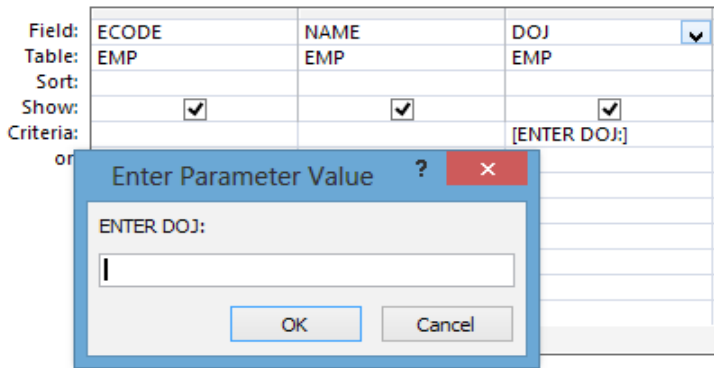 Field: ECODE NAME DOJ
Table: EMP EMP EMP
Sort:
Show:
Criteria: [ENTER DOJ:]
or
Enter Parameter Value ? ×
ENTER DOJ:
OK Cancel